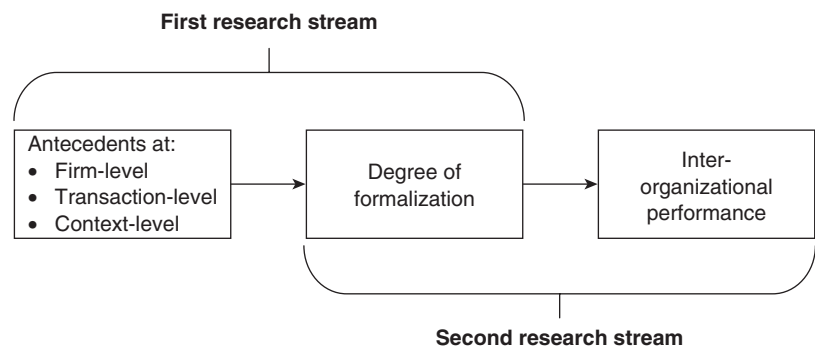 First research stream
Antecedents at:
• Firm-level
• Transaction-level
• Context-level
Degree of
formalization
Inter-
organizational
performance
Second research stream